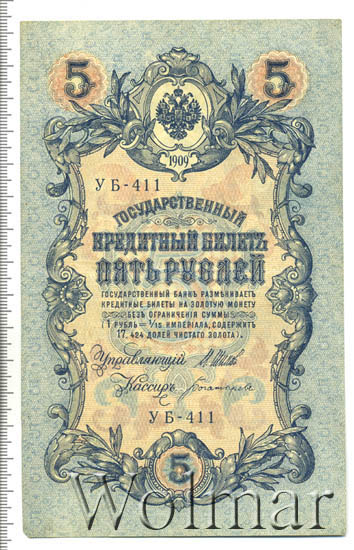 5 5
1909
УБ-411
ГОСУДАРСТВЕННЫЙ
КРЕДИТНЫЙ БИЛЕТЪ
ПЯТЬ РУБЛЕЙ
ГОСУДАРСТВЕННЫЙ БАНКЪ РАЗМѢНИВАЕТЪ
КРЕДИТНЫЕ БИЛЕТЫ НА ЗОЛОТУЮ МОНЕТУ
БЕЗЪ ОГРАНИЧЕНІЯ СУММЫ
(1 РУБЛЬ = 1/15 ИМПЕРІАЛА, СОДЕРЖИТЪ
17,424 ДОЛЕЙ ЧИСТАГО ЗОЛОТА).
Управляющій
Кассиръ
УБ-411
5
Wolmar